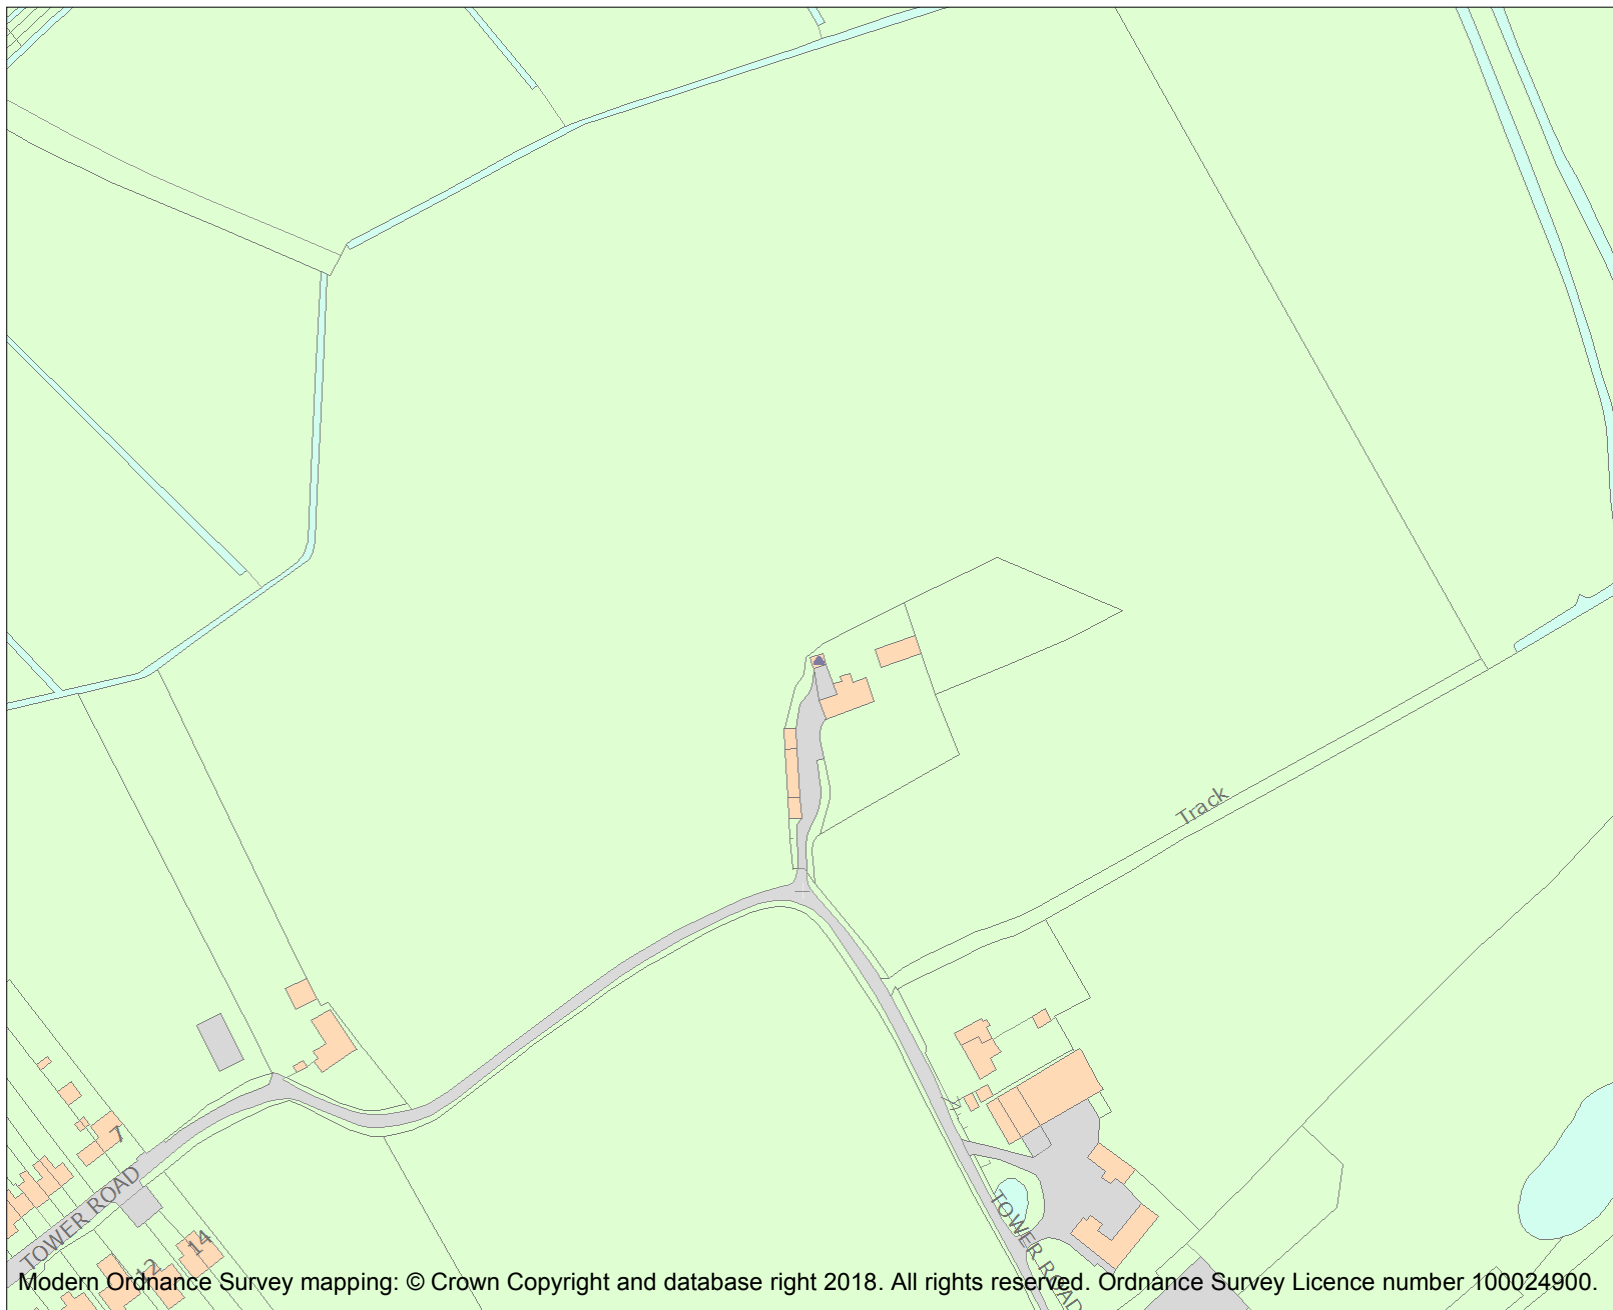 Track
7
TOWER ROAD
14
12
TOWER ROAD
Modern Ordnance Survey mapping: © Crown Copyright and database right 2018. All rights reserved. Ordnance Survey Licence number 100024900.